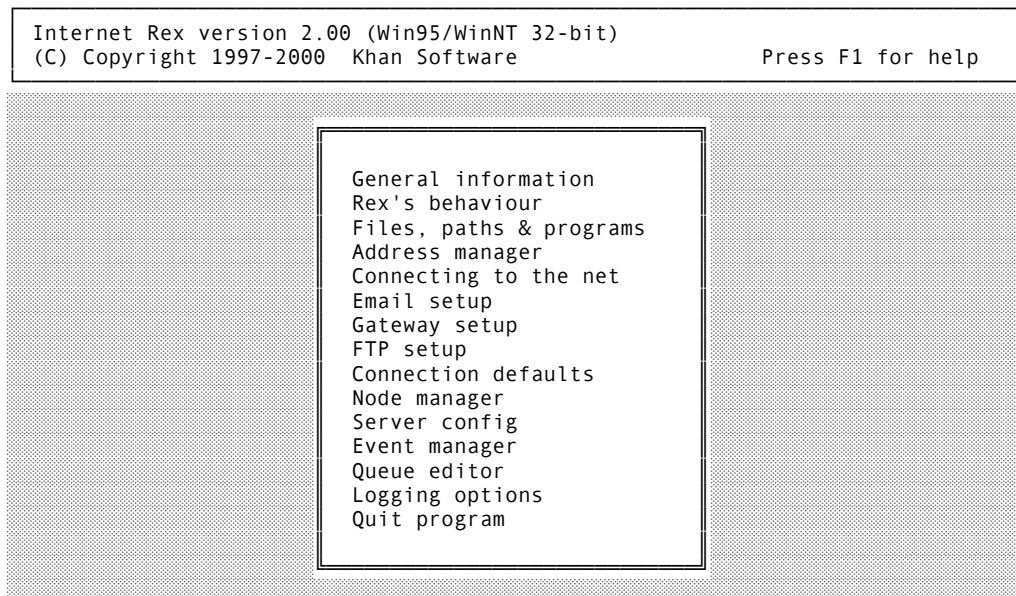 Internet Rex version 2.00 (Win95/WinNT 32-bit)
(C) Copyright 1997-2000  Khan Software Press F1 for help
General information
Rex's behaviour
Files, paths & programs
Address manager
Connecting to the net
Email setup
Gateway setup
FTP setup
Connection defaults
Node manager
Server config
Event manager
Queue editor
Logging options
Quit program